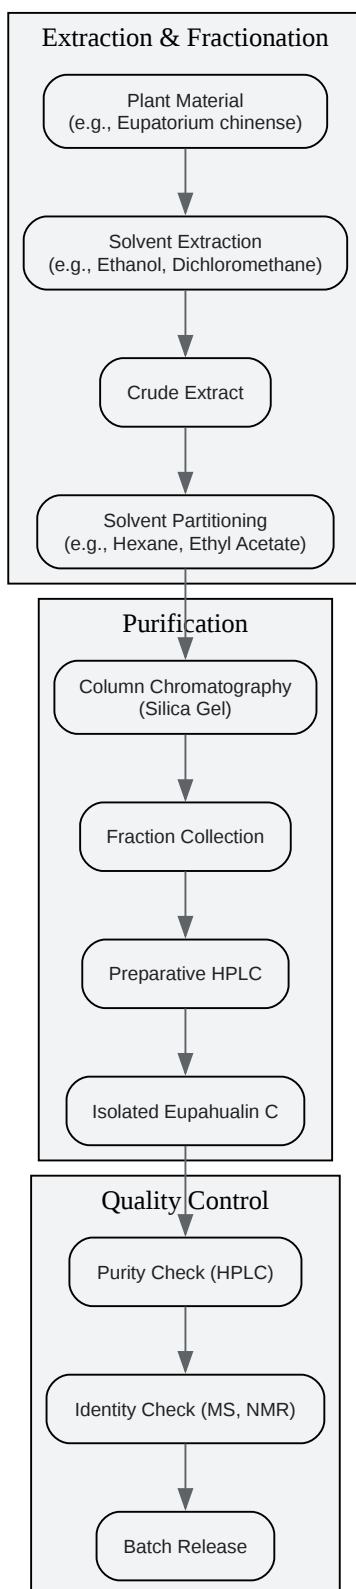 Extraction & Fractionation
Plant Material
(e.g., Eupatorium chinense)
Solvent Extraction
(e.g., Ethanol, Dichloromethane)
Crude Extract
Solvent Partitioning
(e.g., Hexane, Ethyl Acetate)
Purification
Column Chromatography
(Silica Gel)
Fraction Collection
Preparative HPLC
Isolated Eupahualin C
Quality Control
Purity Check (HPLC)
Identity Check (MS, NMR)
Batch Release